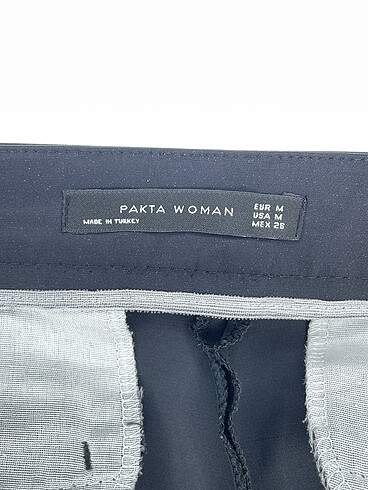 PAKTA WOMAN
MADE IN TURKEY
EUR M
USA M
MEX 28